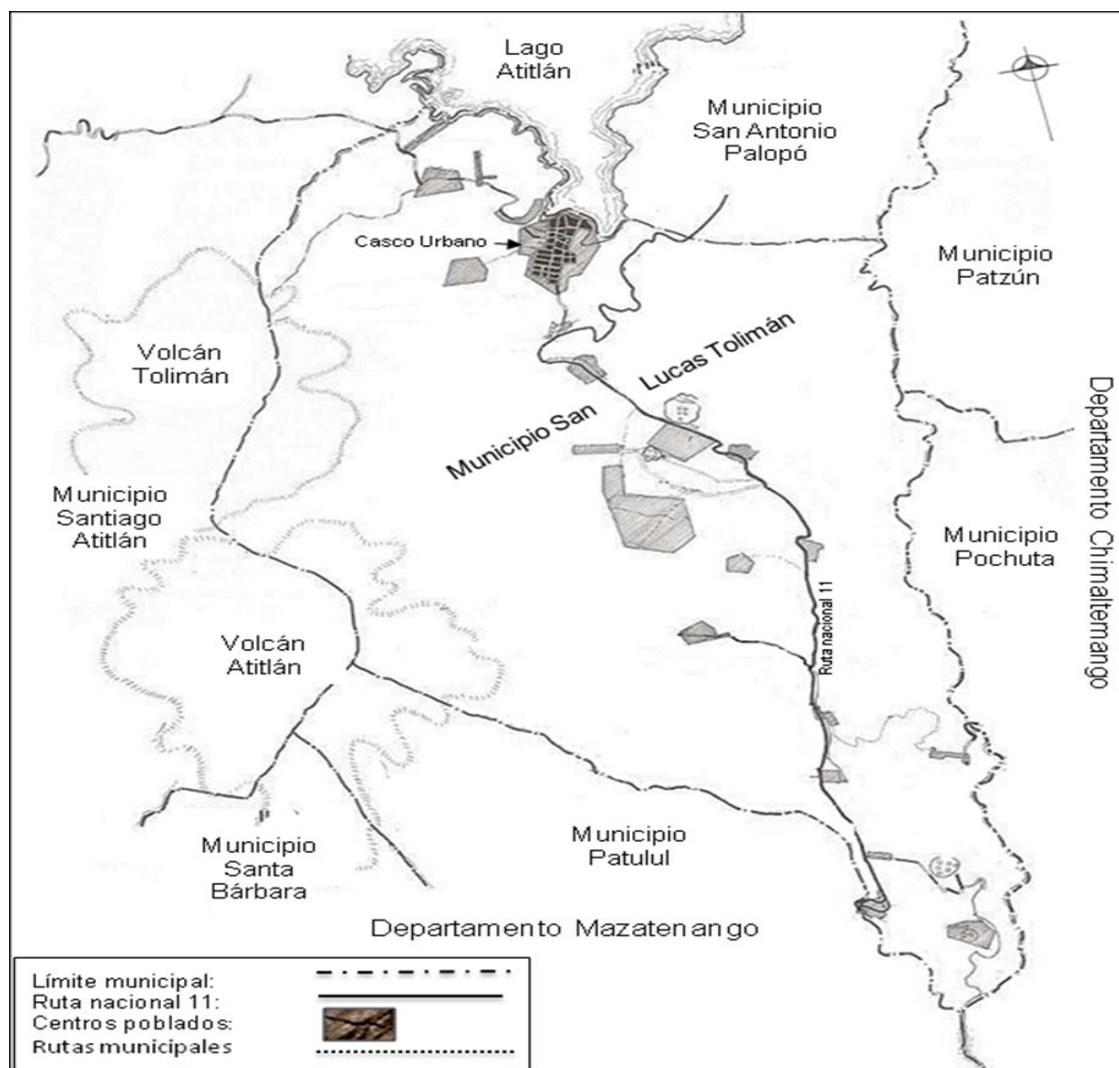 Lago
Atitlán
Municipio
San Antonio
Palopó
Casco Urbano
Municipio
Patzún
Volcán
Tolimán
Municipio San Lucas Tolimán
Departamento Chimaltemango
Municipio
Santiago
Atitlán
Municipio
Pochuta
Volcán
Atitlán
Ruta nacional 11
Municipio
Santa
Bárbara
Municipio
Patulul
Departamento Mazatenango
Límite municipal:
Ruta nacional 11:
Centros poblados:
Rutas municipales